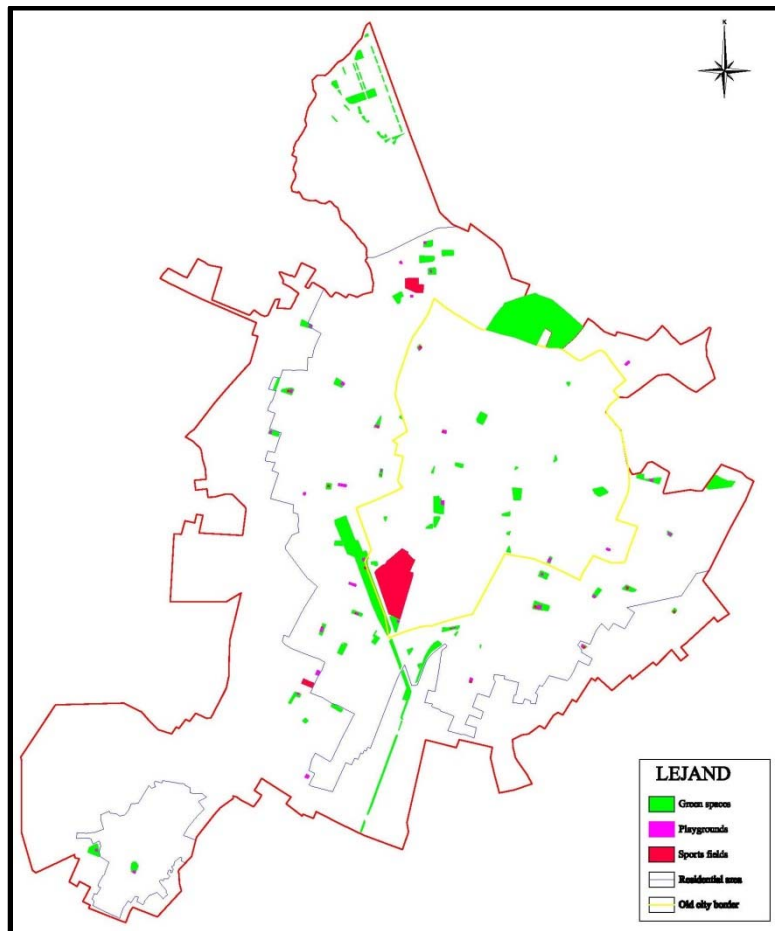 K
LEJAND
Green spaces
Playgrounds
Sports fields
Residential area
Old city border